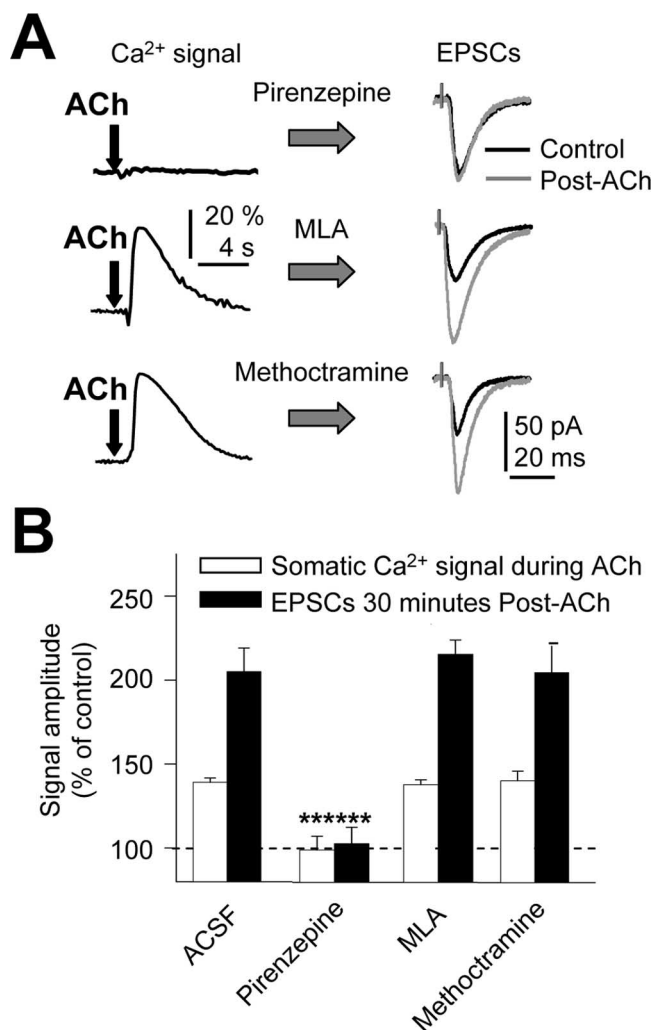 A
Ca²⁺ signal
EPSCs
ACh
Pirenzepine
Control
Post-ACh
ACh
20 %
4 s
MLA
ACh
Methoctramine
50 pA
20 ms
B
Somatic Ca²⁺ signal during ACh
EPSCs 30 minutes Post-ACh
Signal amplitude
(% of control)
250
200
150
100
******
ACSF
Pirenzepine
MLA
Methoctramine